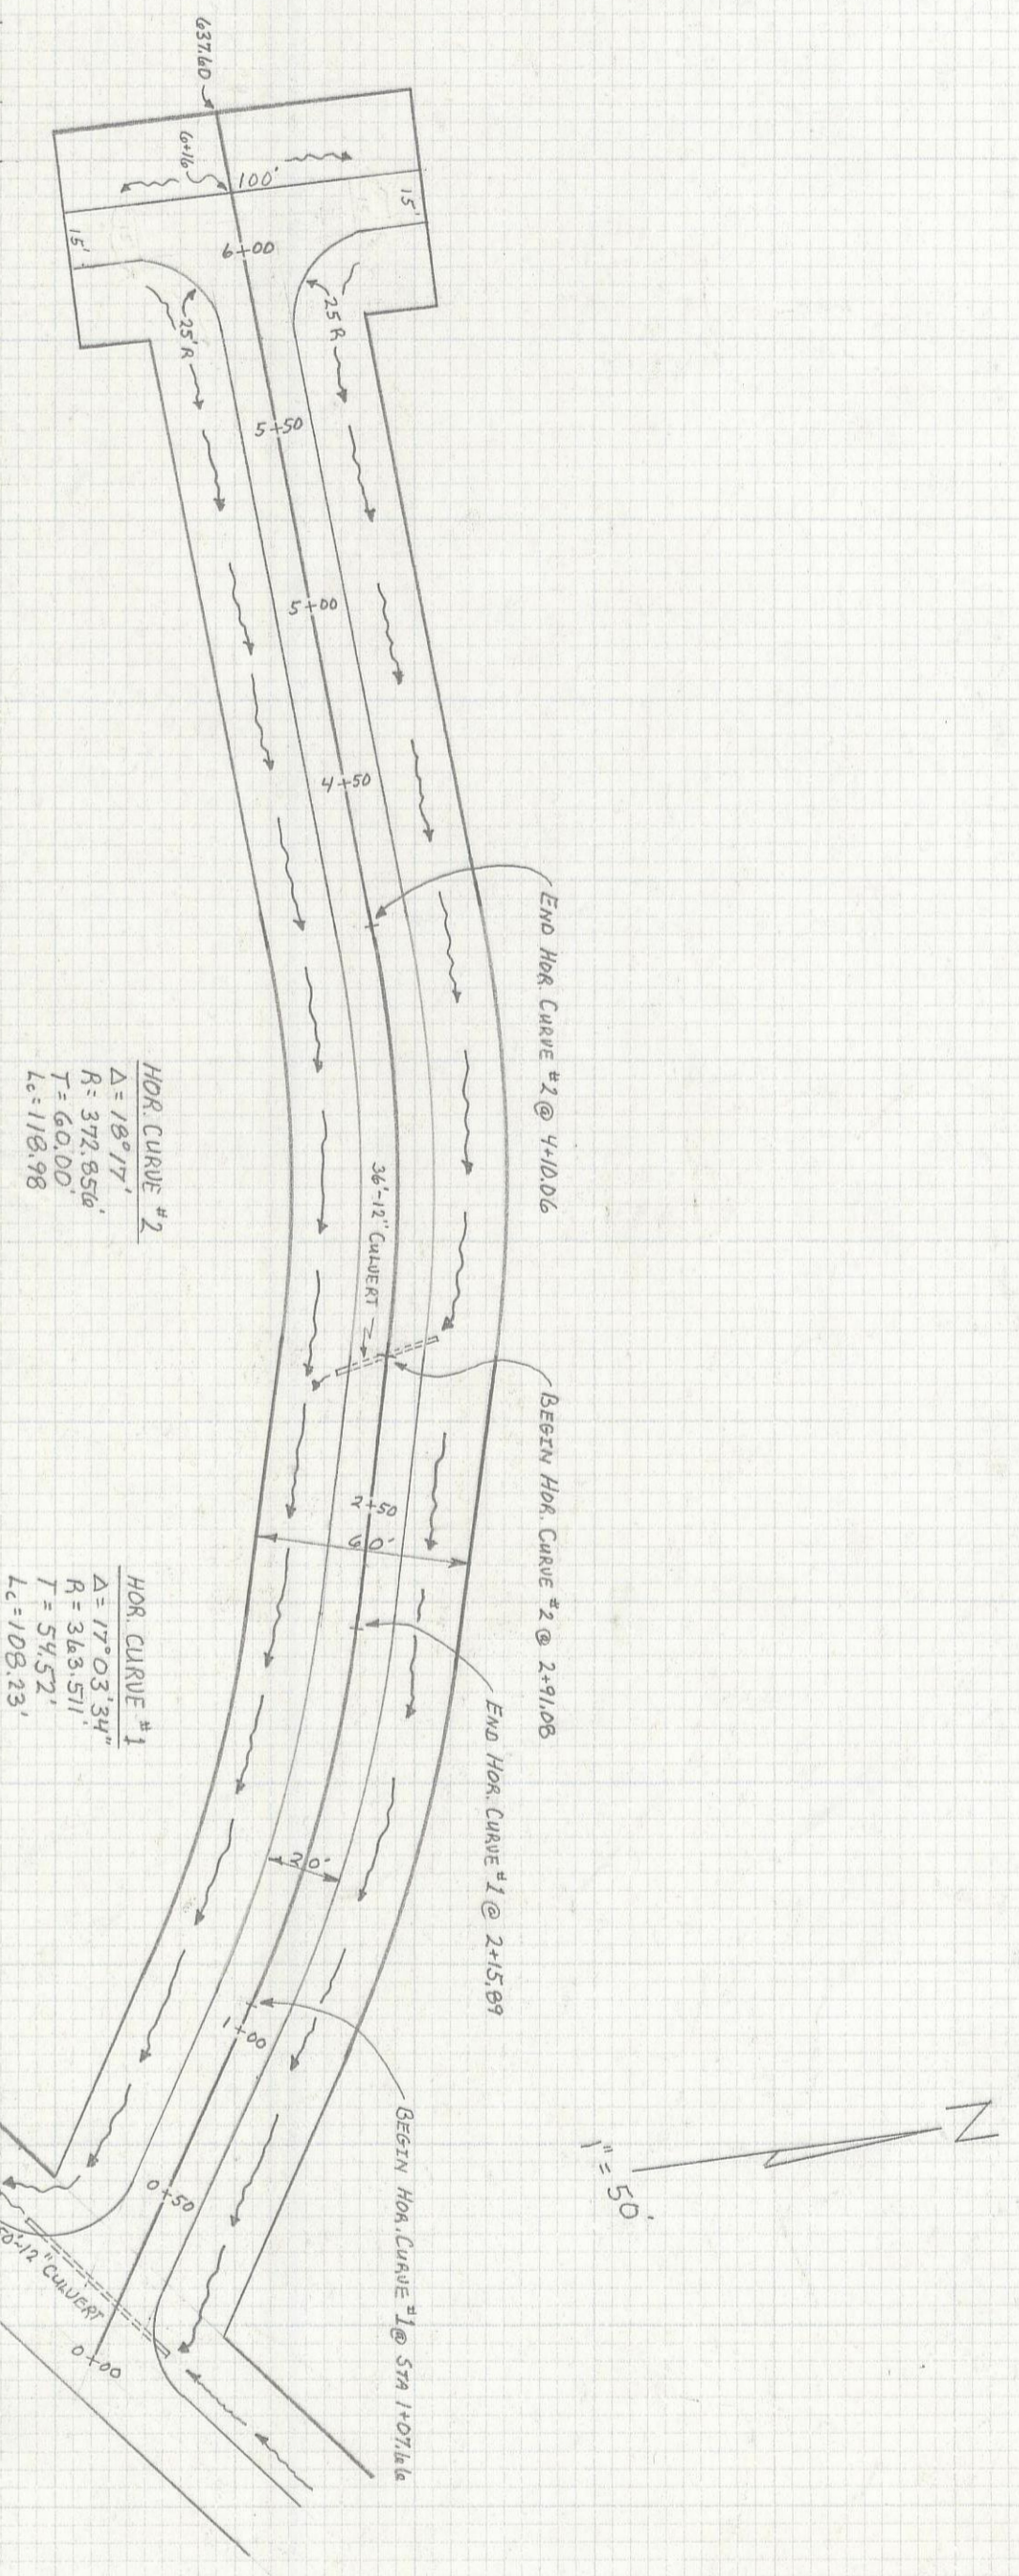 637.60
6+16
100'
15'
15'
6+00
25'R
25'R
5+50
5+00
4+50
END HOR. CURVE #2 @ 4+10.06
36'-12" CULVERT
BEGIN HOR. CURVE #2 @ 2+91.08
2+50
60'
END HOR. CURVE #1 @ 2+15.89
20'
1+00
BEGIN HOR. CURVE #1 @ STA 1+07.66
0+50
50'-12" CULVERT
0+00
HOR. CURVE #2
Δ = 18°17'
R = 372.856'
T = 60.00'
Lc = 118.98
HOR. CURVE #1
Δ = 17°03'34"
R = 363.511'
T = 54.52'
Lc = 108.23'
N
1" = 50'